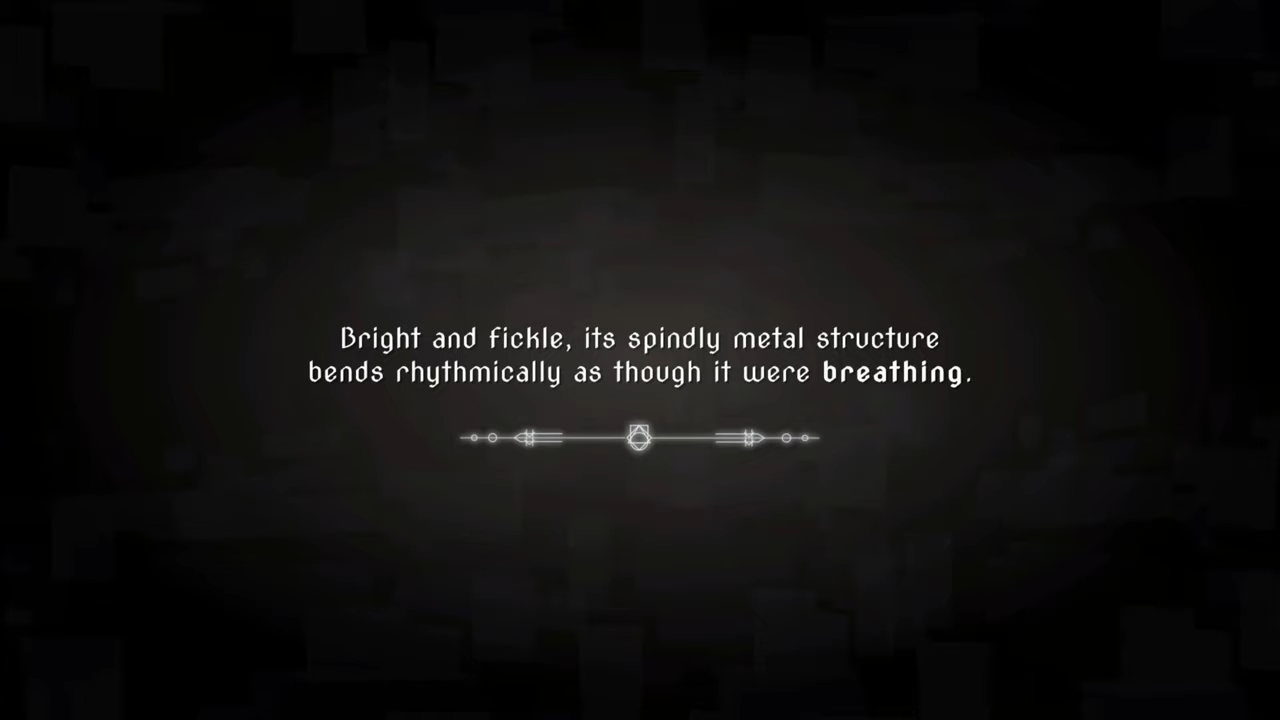 Bright and fickle, its spindly metal structure
bends rhythmically as though it were breathing.